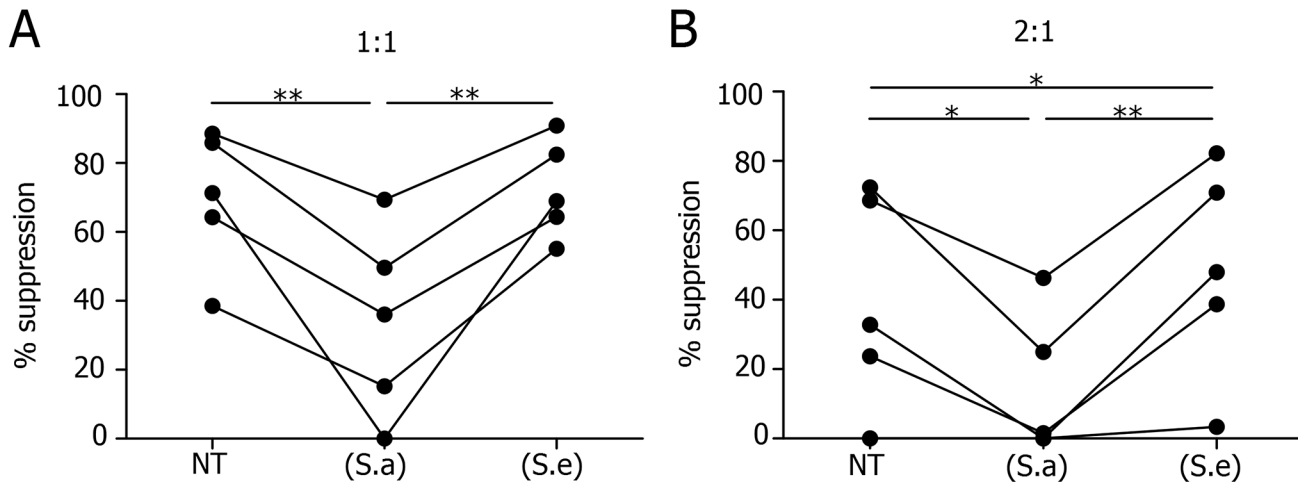 A
1:1
** **
100
80
60
40
20
0
% suppression
NT (S.a) (S.e)
B
2:1
*
* **
100
80
60
40
20
0
% suppression
NT (S.a) (S.e)